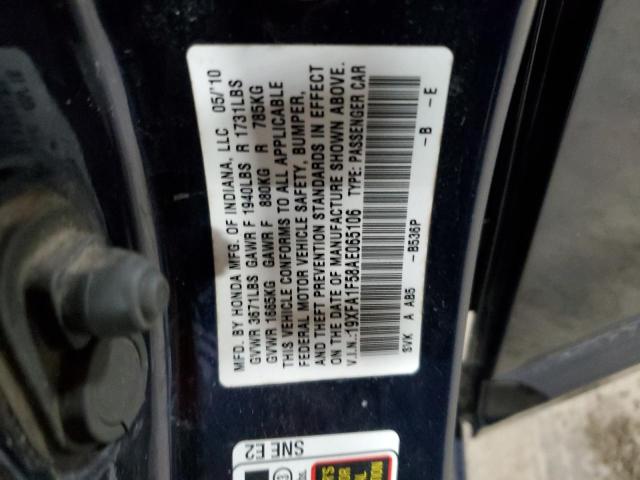 MFD. BY HONDA MFG. OF INDIANA, LLC 05/'10
GVWR 3671LBS GAWR F 1940LBS R 1731LBS
GVWR 1665KG GAWR F 880KG R 785KG
THIS VEHICLE CONFORMS TO ALL APPLICABLE
FEDERAL MOTOR VEHICLE SAFETY, BUMPER,
AND THEFT PREVENTION STANDARDS IN EFFECT
ON THE DATE OF MANUFACTURE SHOWN ABOVE.
V.I.N.:19XFA1F58AE065106 TYPE: PASSENGER CAR
SVK A AB5 -B536P -B -E
SNE E2